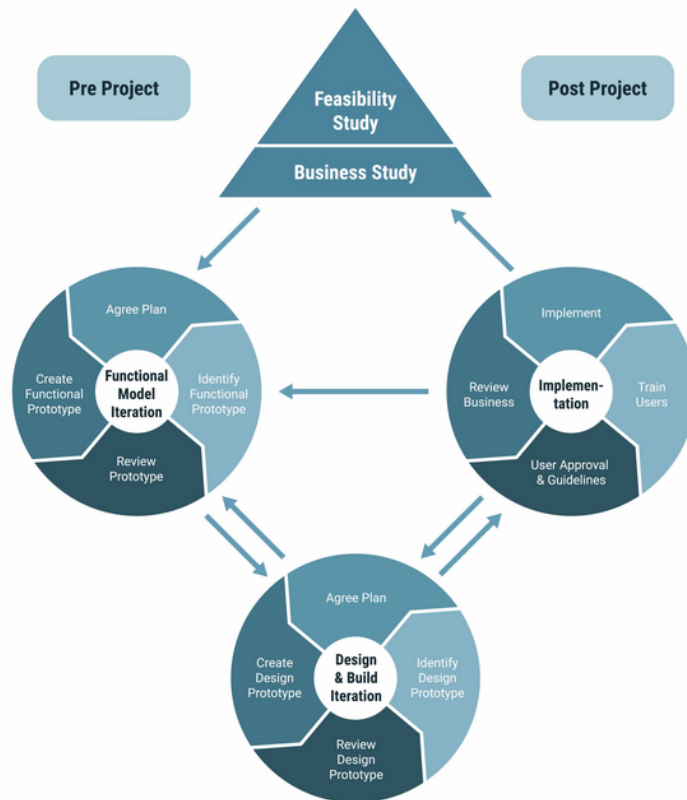 Pre Project
Feasibility
Study
Business Study
Post Project
Agree Plan
Create
Functional
Prototype
Functional
Model
Iteration
Identify
Functional
Prototype
Review
Prototype
Implement
Review
Business
Implemen-
tation
Train
Users
User Approval
& Guidelines
Agree Plan
Create
Design
Prototype
Design
& Build
Iteration
Identify
Design
Prototype
Review
Design
Prototype